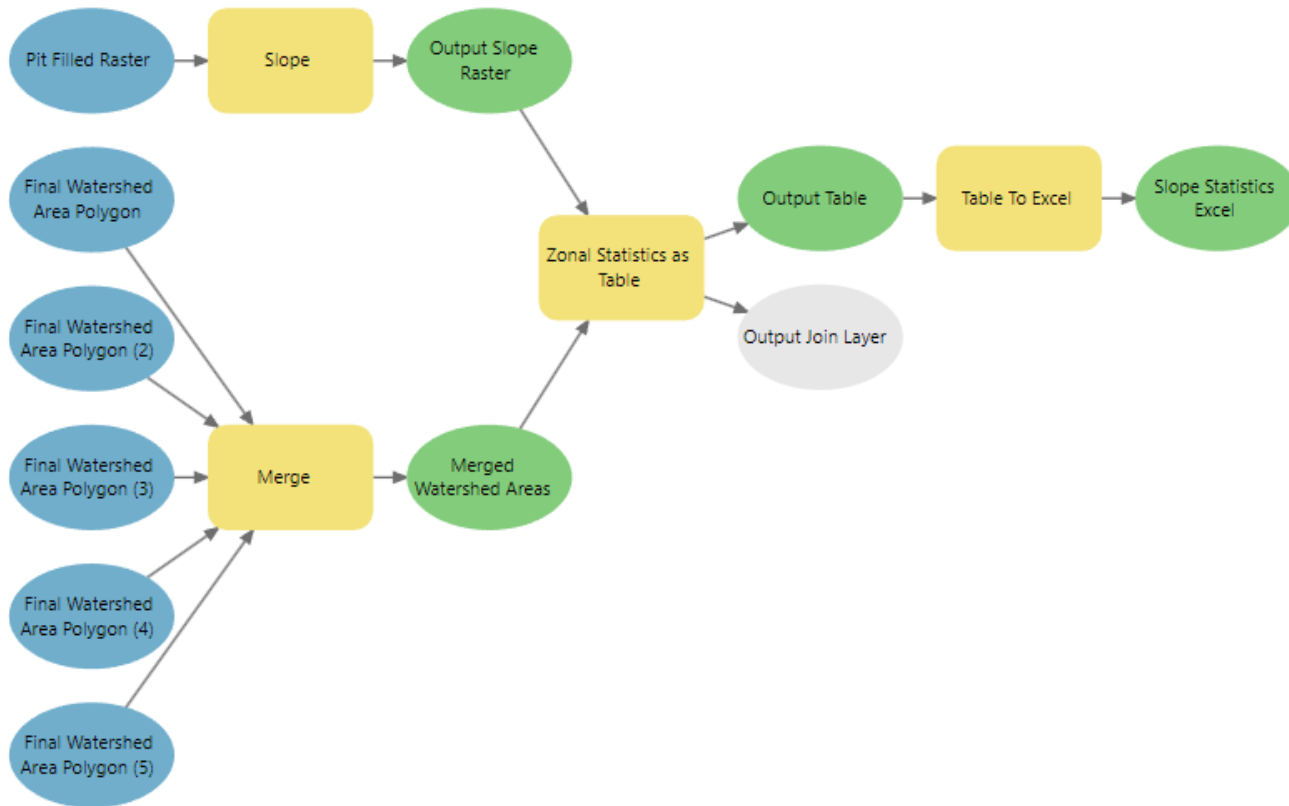 Pit Filled Raster
Slope
Output Slope
Raster
Final Watershed
Area Polygon
Final Watershed
Area Polygon (2)
Final Watershed
Area Polygon (3)
Final Watershed
Area Polygon (4)
Final Watershed
Area Polygon (5)
Merge
Merged
Watershed Areas
Zonal Statistics as
Table
Output Table
Output Join Layer
Table To Excel
Slope Statistics
Excel